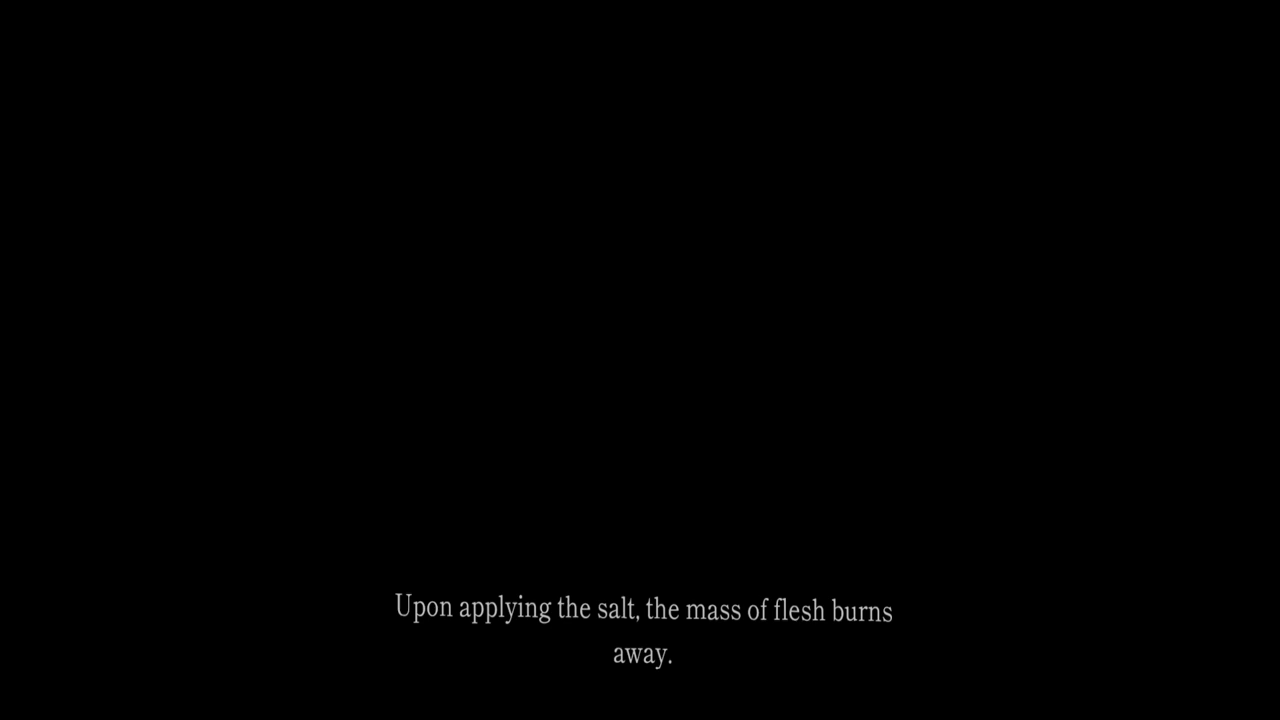 Upon applying the salt, the mass of flesh burns
away.